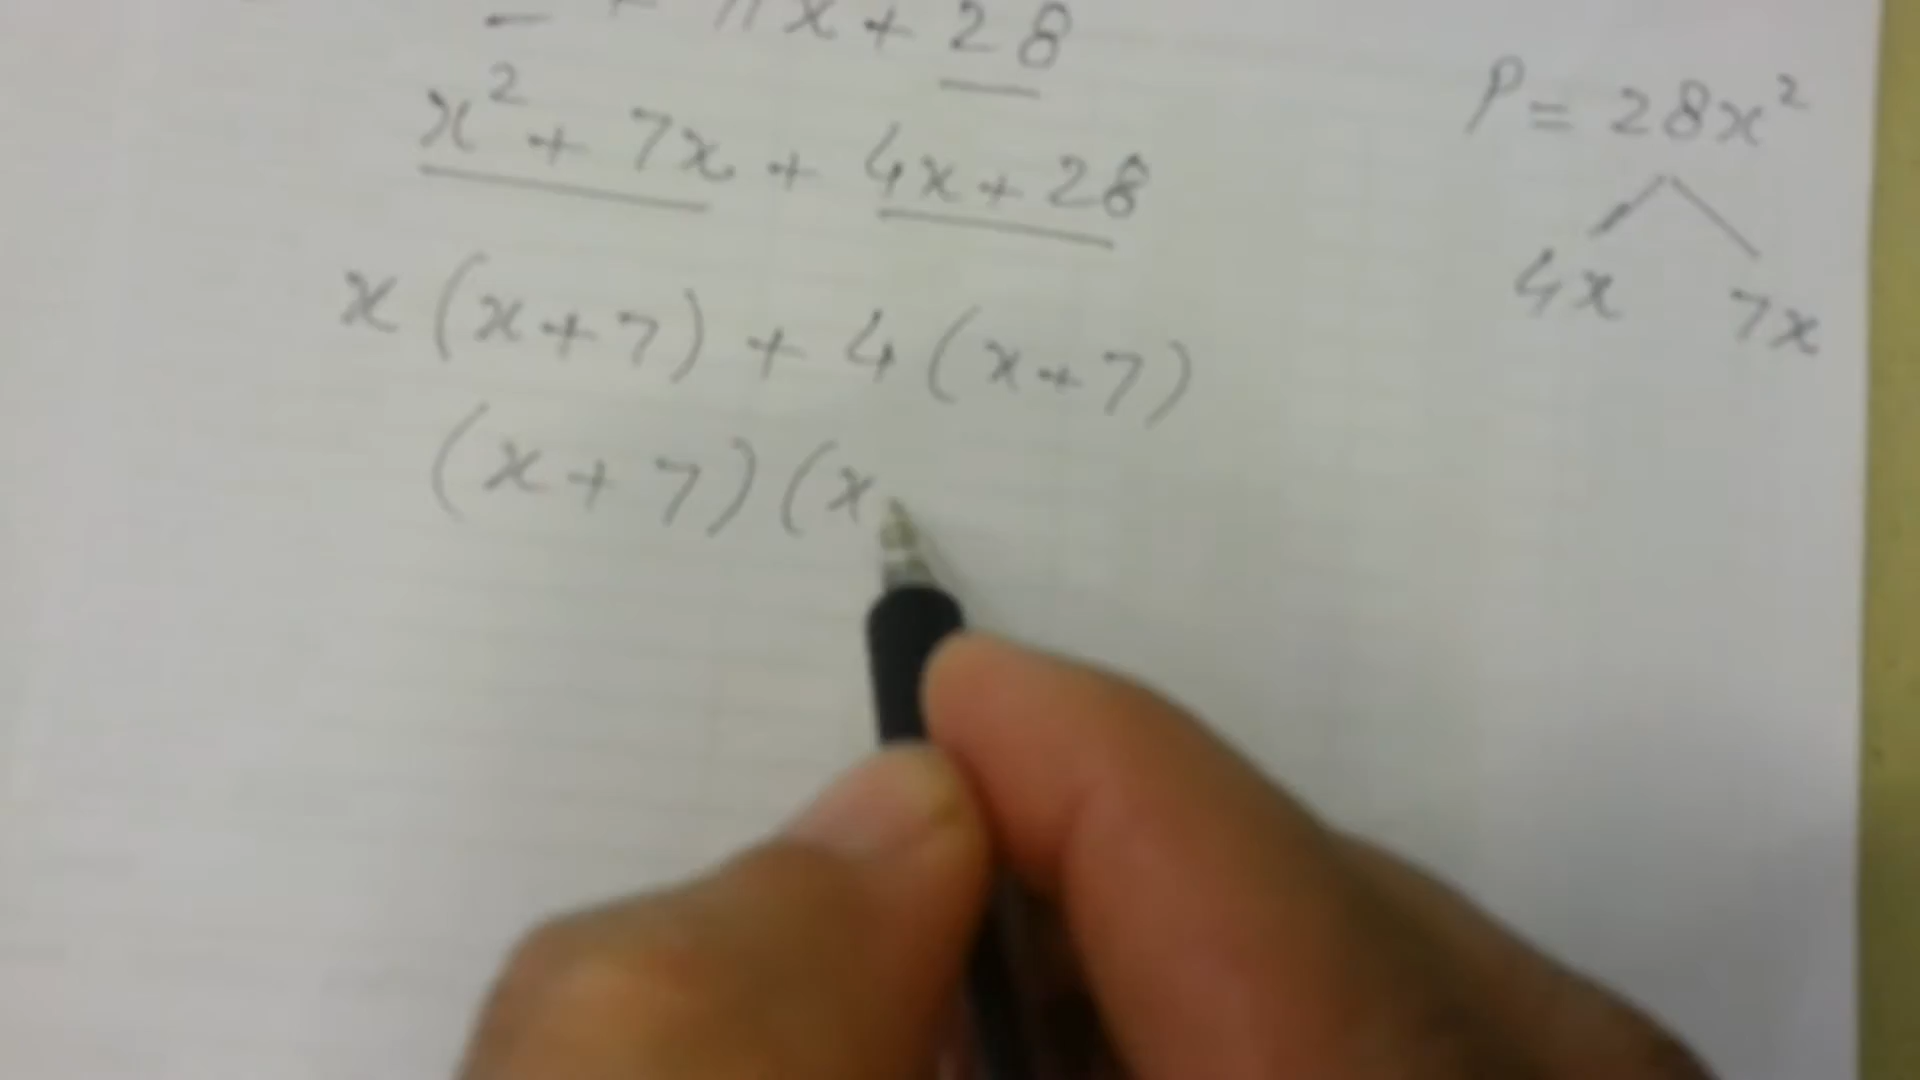 + 11x + 28
x² + 7x + 4x + 28
x (x+7) + 4 (x+7)
(x+7) (x
P = 28x²
4x 7x